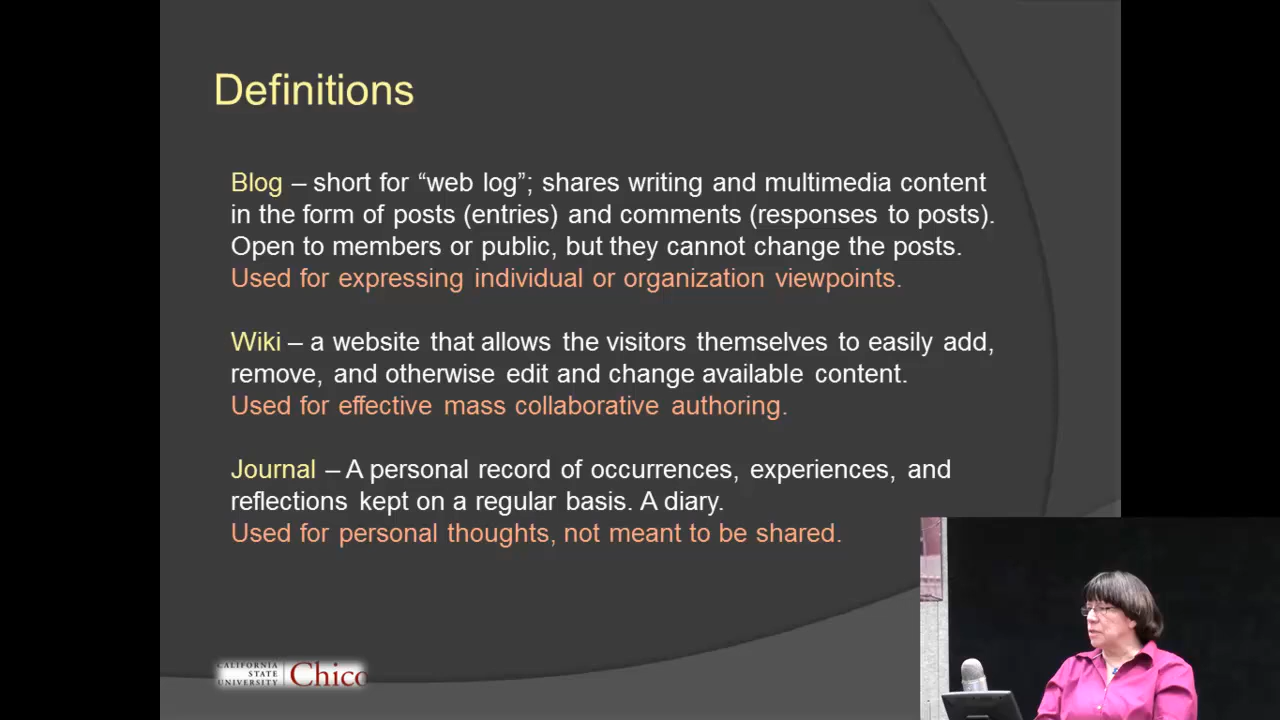 Definitions
Blog – short for “web log”; shares writing and multimedia content
in the form of posts (entries) and comments (responses to posts).
Open to members or public, but they cannot change the posts.
Used for expressing individual or organization viewpoints.
Wiki – a website that allows the visitors themselves to easily add,
remove, and otherwise edit and change available content.
Used for effective mass collaborative authoring.
Journal – A personal record of occurrences, experiences, and
reflections kept on a regular basis. A diary.
Used for personal thoughts, not meant to be shared.
CALIFORNIA
STATE
UNIVERSITY
Chico